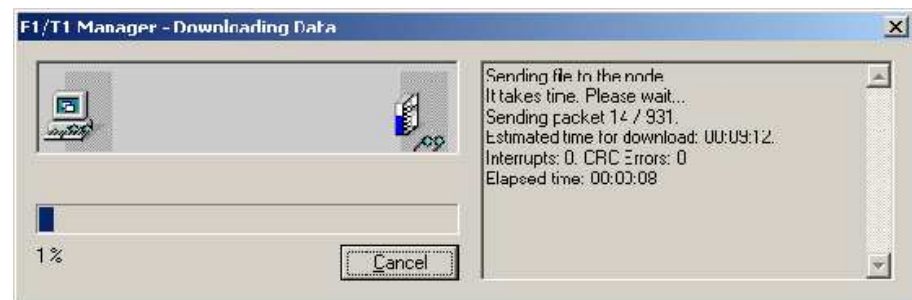 E1/T1 Manager - Downloading Data
Sending file to the node
It takes time. Please wait...
Sending packet 14 / 931.
Estimated time for download: 00:09:12.
Interrupts: 0. CRC Errors: 0
Elapsed time: 00:00:08
1 %
Cancel